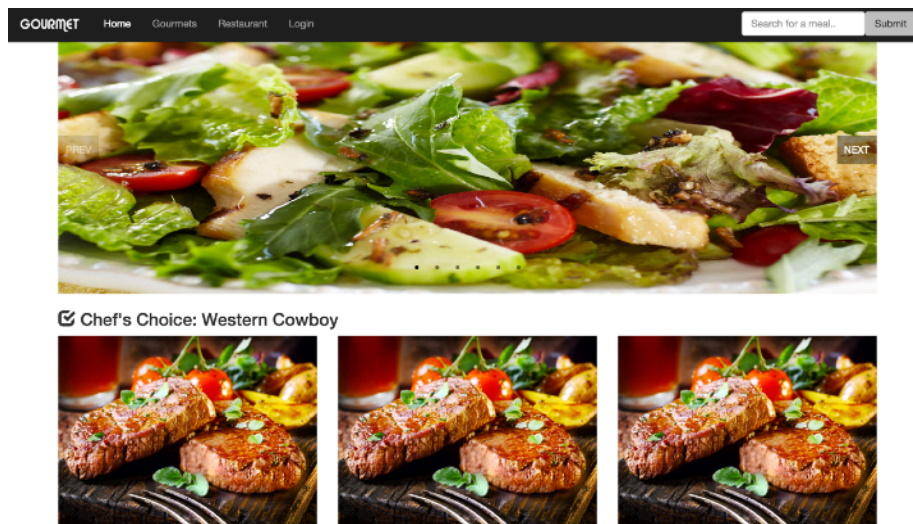 GOURMET Home Gourmets Restaurant Login Search for a meal.. Submit
PREV NEXT
Chef's Choice: Western Cowboy